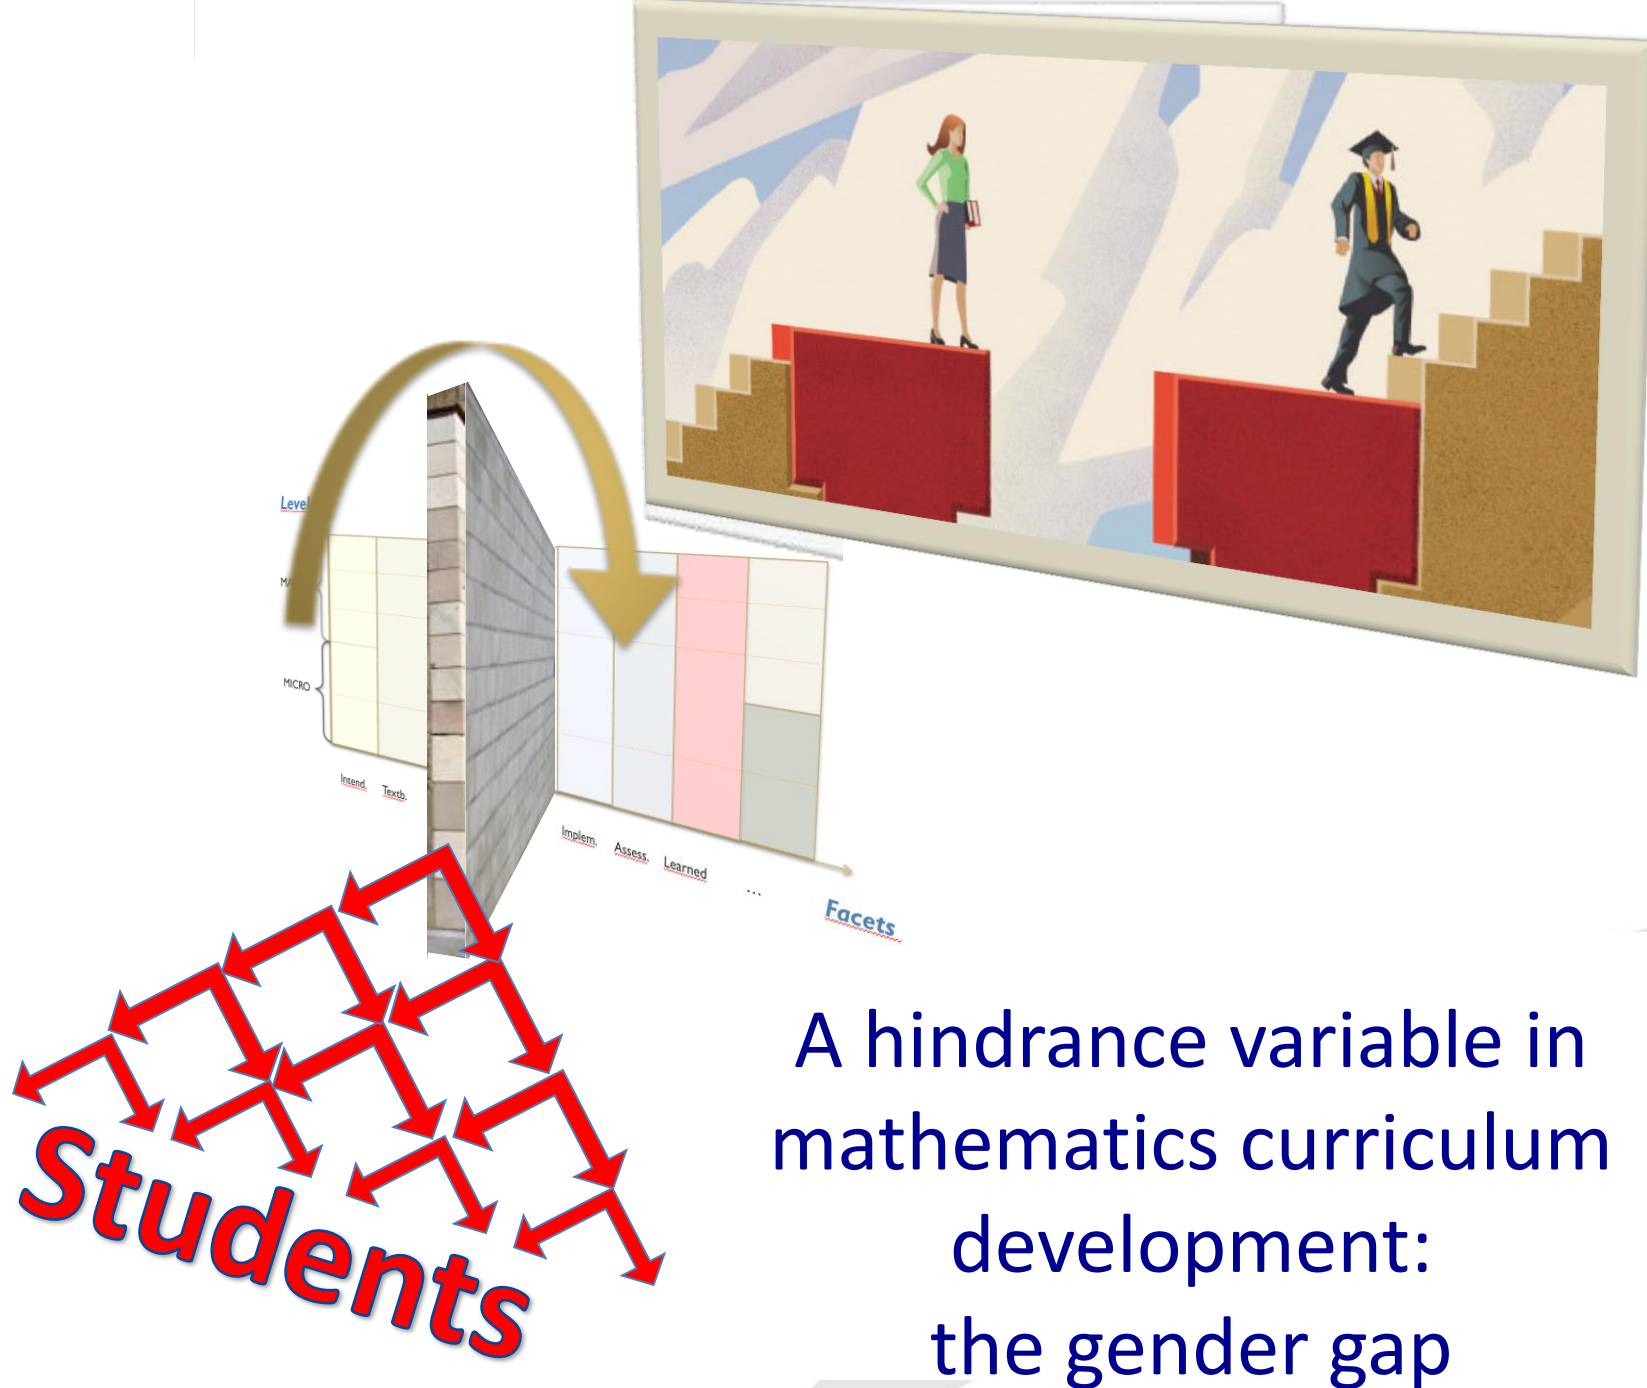 Level
MICRO
Intend. Textb.
Implem. Assess. Learned ...
Facets
Students
A hindrance variable in
mathematics curriculum
development:
the gender gap